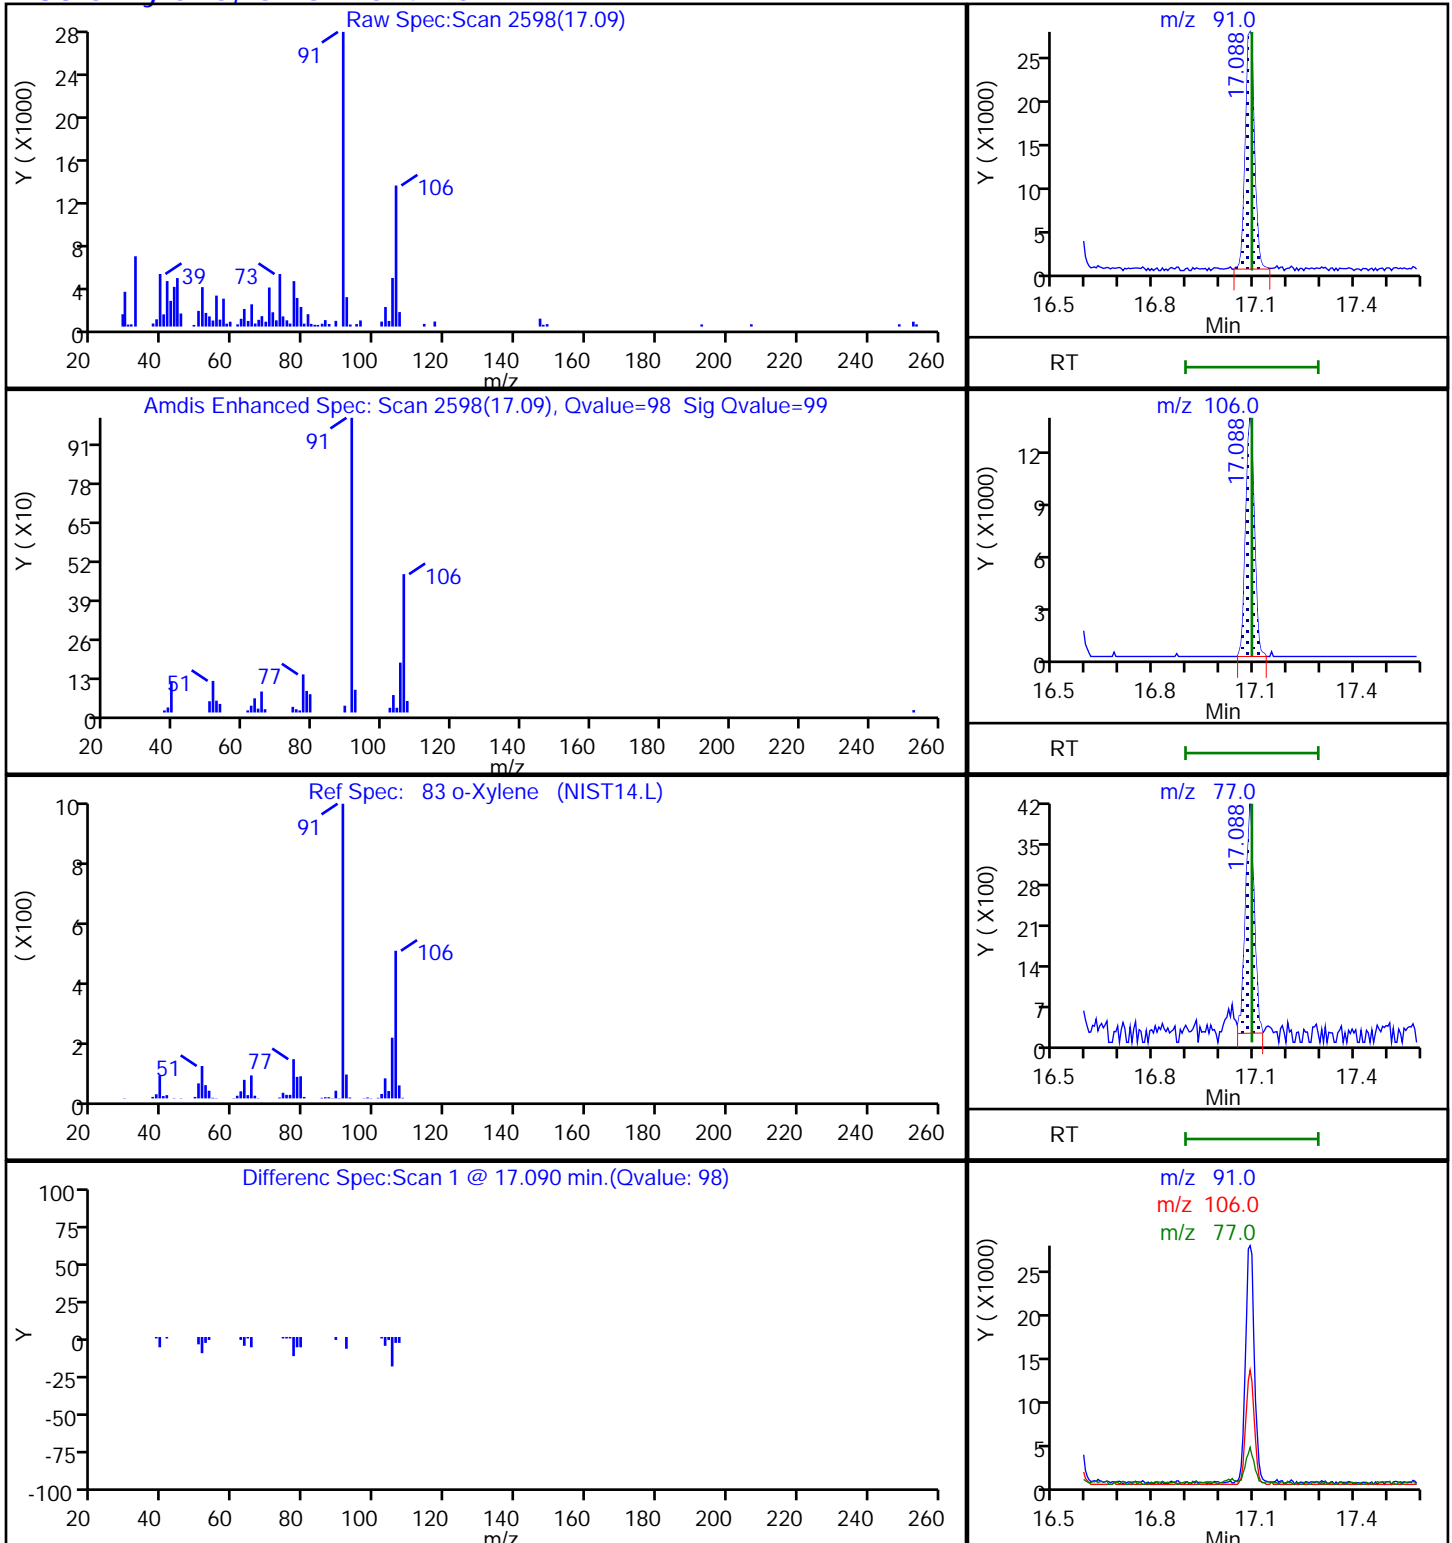 Raw Spec:Scan 2598(17.09)
Y ( X1000)
28
24
20
16
12
8
4
0
91
106
39
73
20 40 60 80 100 120 140 160 180 200 220 240 260
m/z
m/z 91.0
Y ( X1000)
25
20
15
10
5
0
17.088
16.5 16.8 17.1 17.4
Min
RT
Amdis Enhanced Spec: Scan 2598(17.09), Qvalue=98 Sig Qvalue=99
Y ( X10)
91
78
65
52
39
26
13
0
91
106
51
77
20 40 60 80 100 120 140 160 180 200 220 240 260
m/z
m/z 106.0
Y ( X1000)
12
9
6
3
0
17.088
16.5 16.8 17.1 17.4
Min
RT
Ref Spec: 83 o-Xylene (NIST14.L)
( X100)
10
8
6
4
2
0
91
106
51
77
20 40 60 80 100 120 140 160 180 200 220 240 260
m/z 77.0
Y ( X100)
42
35
28
21
14
7
0
17.088
16.5 16.8 17.1 17.4
Min
RT
Differenc Spec:Scan 1 @ 17.090 min.(Qvalue: 98)
Y
100
75
50
25
0
-25
-50
-75
-100
20 40 60 80 100 120 140 160 180 200 220 240 260
m/z
m/z 91.0
m/z 106.0
m/z 77.0
Y ( X1000)
25
20
15
10
5
0
16.5 16.8 17.1 17.4
Min